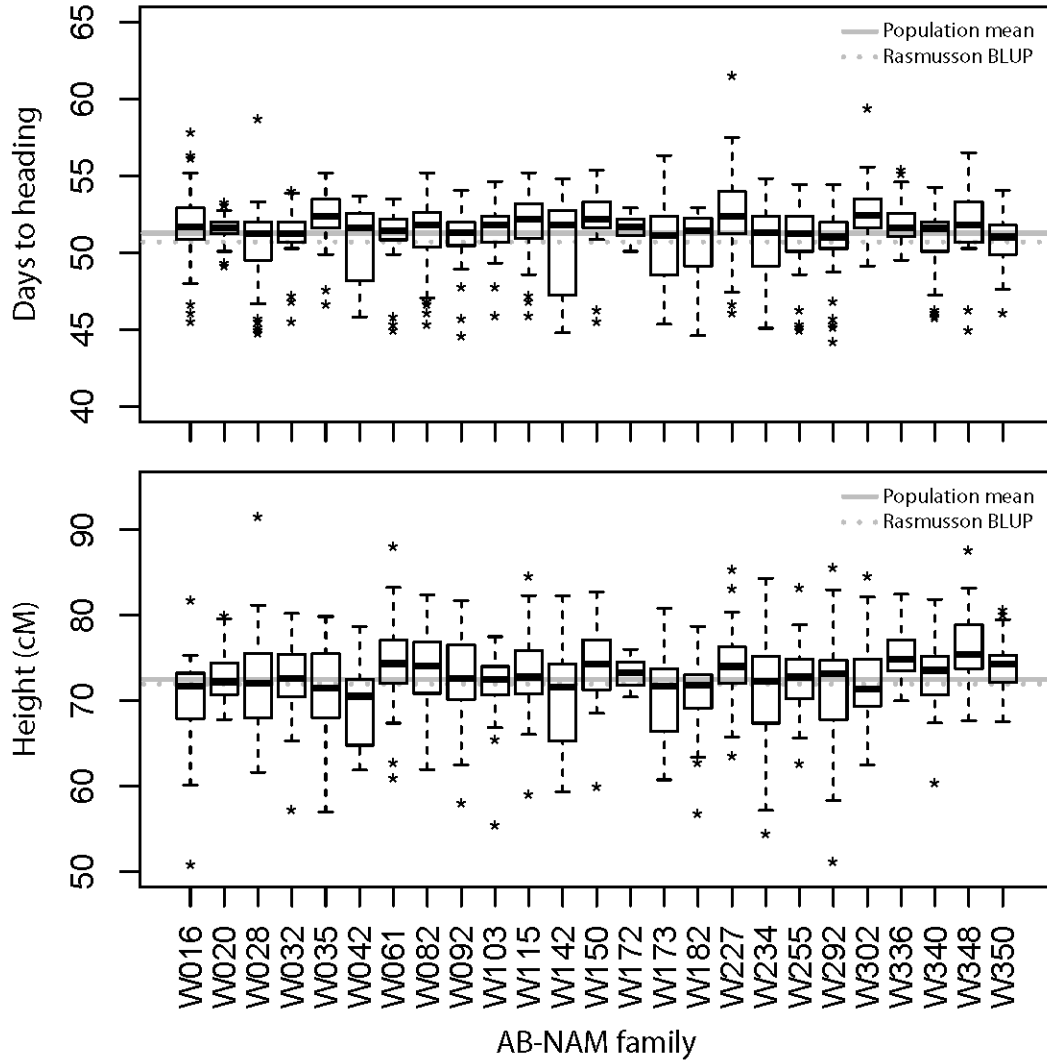 65
60
55
50
45
40
Days to heading
Population mean
Rasmusson BLUP
90
80
70
60
50
Height (cM)
Population mean
Rasmusson BLUP
W016 W020 W028 W032 W035 W042 W061 W082 W092 W103 W115 W142 W150 W172 W173 W182 W227 W234 W255 W292 W302 W336 W340 W348 W350
AB-NAM family